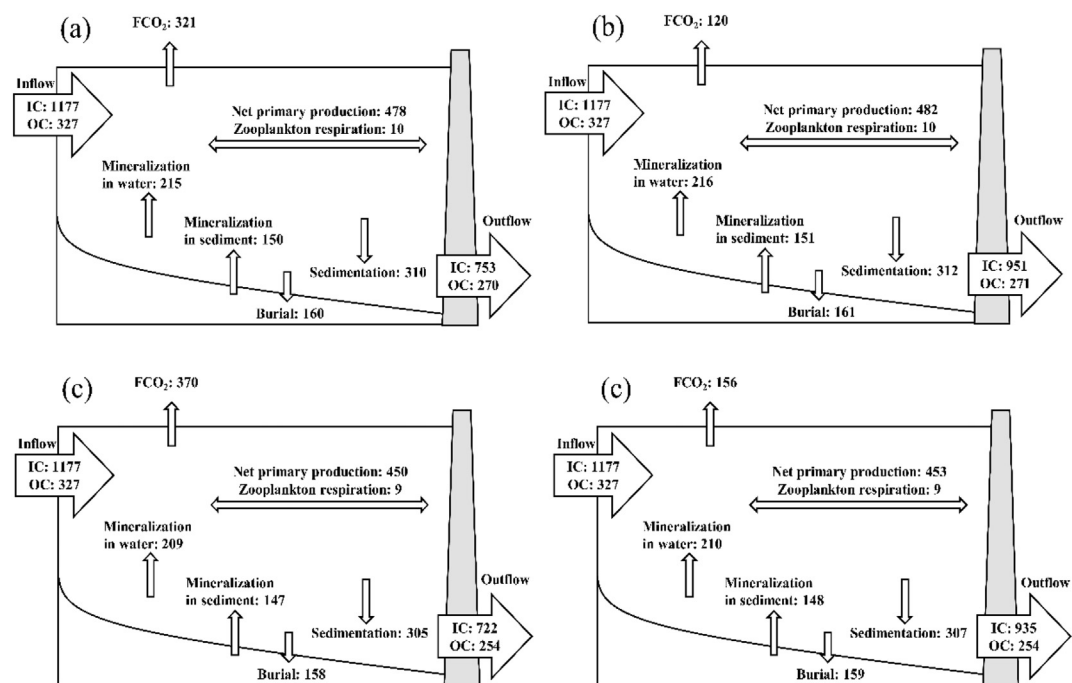 (a)
FCO₂: 321
Inflow
IC: 1177
OC: 327
Net primary production: 478
Zooplankton respiration: 10
Mineralization
in water: 215
Mineralization
in sediment: 150
Sedimentation: 310
Burial: 160
Outflow
IC: 753
OC: 270
(b)
FCO₂: 120
Inflow
IC: 1177
OC: 327
Net primary production: 482
Zooplankton respiration: 10
Mineralization
in water: 216
Mineralization
in sediment: 151
Sedimentation: 312
Burial: 161
Outflow
IC: 951
OC: 271
(c)
FCO₂: 370
Inflow
IC: 1177
OC: 327
Net primary production: 450
Zooplankton respiration: 9
Mineralization
in water: 209
Mineralization
in sediment: 147
Sedimentation: 305
Burial: 158
Outflow
IC: 722
OC: 254
(c)
FCO₂: 156
Inflow
IC: 1177
OC: 327
Net primary production: 453
Zooplankton respiration: 9
Mineralization
in water: 210
Mineralization
in sediment: 148
Sedimentation: 307
Burial: 159
Outflow
IC: 935
OC: 254